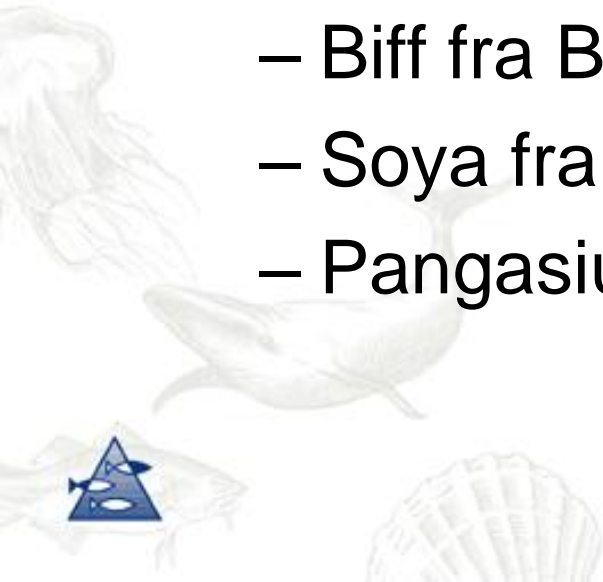 – Biff fra B
– Soya fra
– Pangasiu